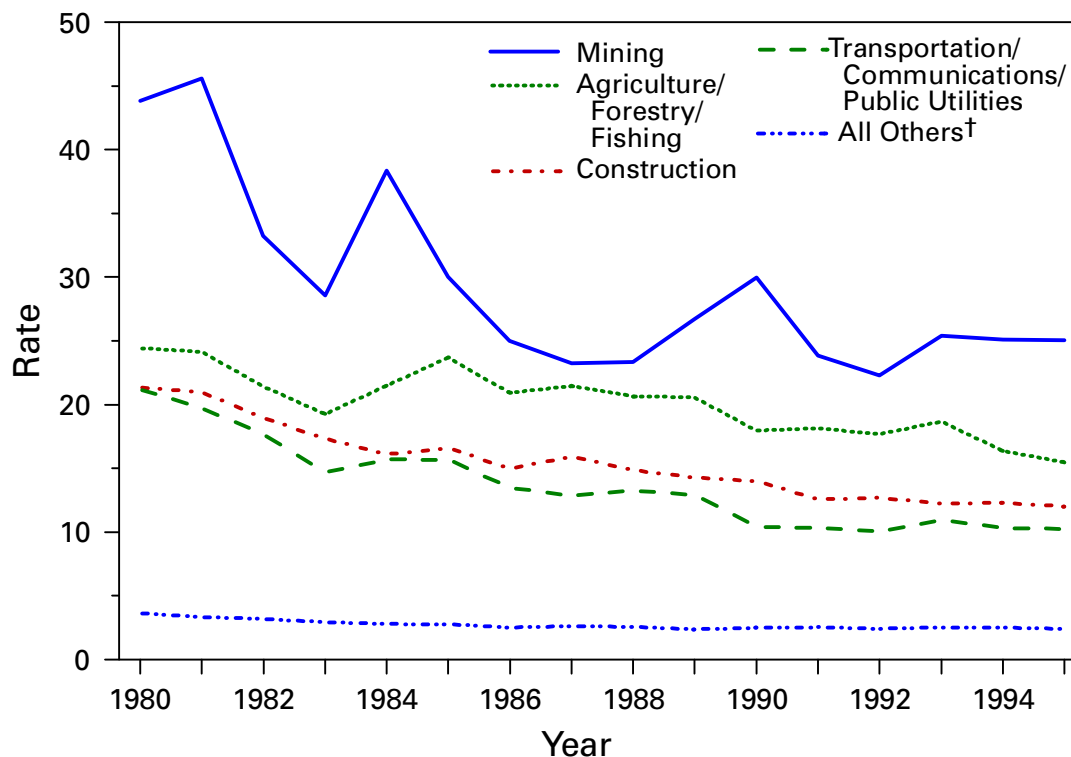 50
40
30
20
10
0
Rate
Mining
Agriculture/
Forestry/
Fishing
Construction
Transportation/
Communications/
Public Utilities
All Others†
1980
1982
1984
1986
1988
1990
1992
1994
Year